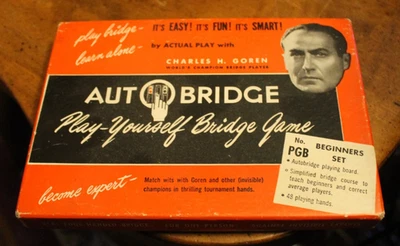 play bridge- IT'S EASY! IT'S FUN! IT'S SMART!
learn alone- by ACTUAL PLAY with
CHARLES H. GOREN
WORLD'S CHAMPION BRIDGE PLAYER
AUTOBRIDGE
Play-Yourself Bridge Game
become expert-
Match wits with Goren and other (invisible)
champions in thrilling tournament hands.
No.
PGB
BEGINNERS
SET
• Autobridge playing board.
• Simplified bridge course to
teach beginners and correct
average players.
• 48 playing hands.